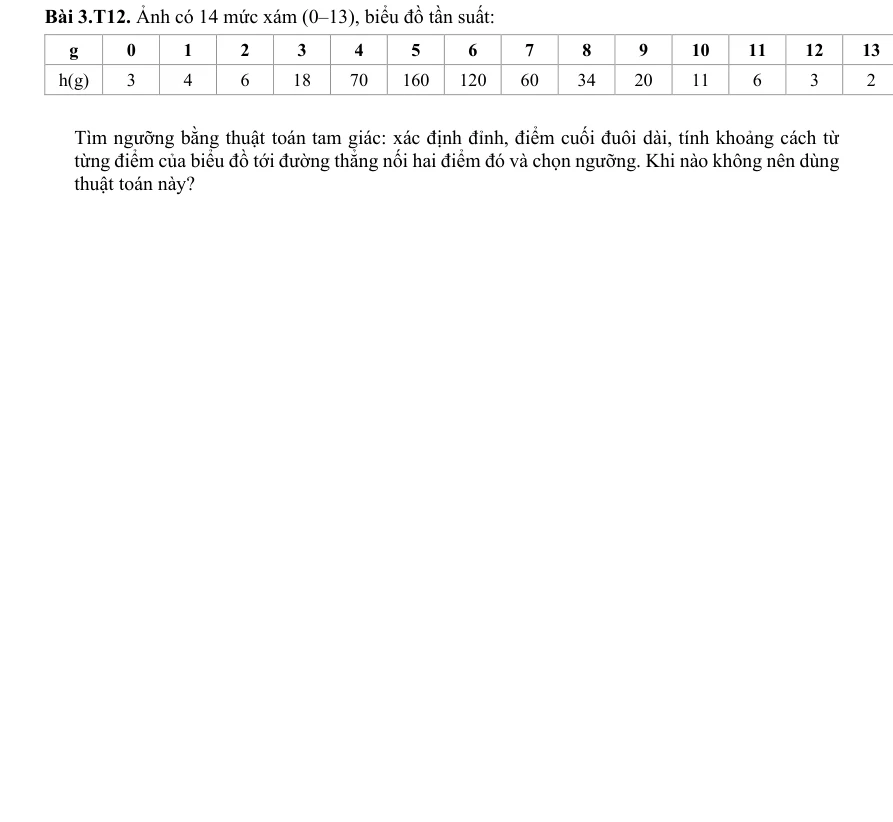 Bài 3.T12. Ảnh có 14 mức xám (0–13), biểu đồ tần suất:
g 0 1 2 3 4 5 6 7 8 9 10 11 12 13
h(g) 3 4 6 18 70 160 120 60 34 20 11 6 3 2
Tìm ngưỡng bằng thuật toán tam giác: xác định đỉnh, điểm cuối đuôi dài, tính khoảng cách từ
từng điểm của biểu đồ tới đường thẳng nối hai điểm đó và chọn ngưỡng. Khi nào không nên dùng
thuật toán này?